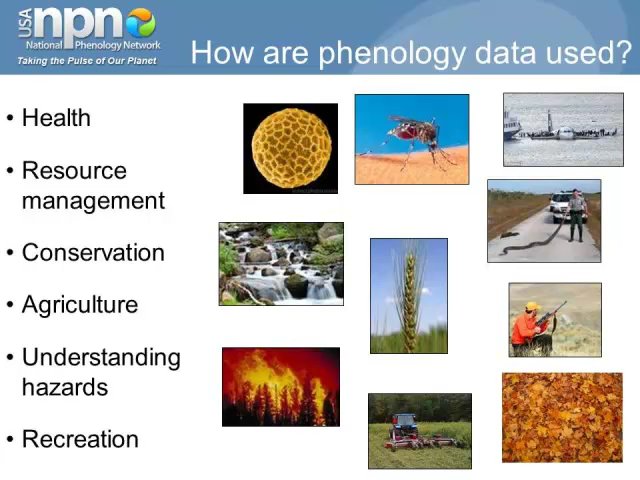 USA
npn
National Phenology Network
Taking the Pulse of Our Planet
How are phenology data used?
• Health
• Resource
management
• Conservation
• Agriculture
• Understanding
hazards
• Recreation